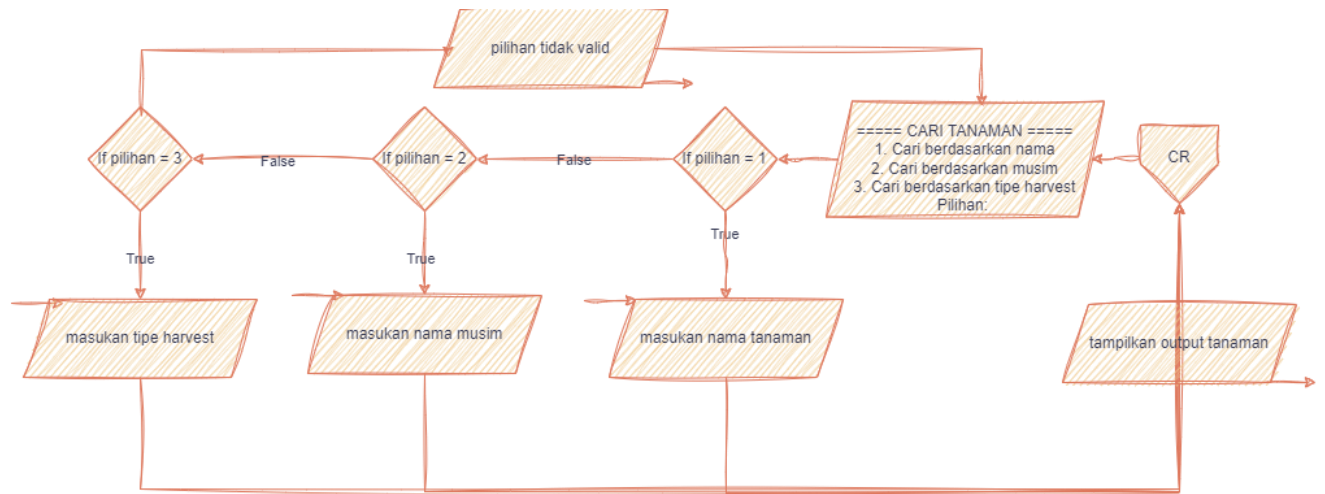 pilihan tidak valid
===== CARI TANAMAN =====
1. Cari berdasarkan nama
2. Cari berdasarkan musim
3. Cari berdasarkan tipe harvest
Pilihan:
CR
If pilihan = 3
False
If pilihan = 2
False
If pilihan = 1
True
True
True
masukan tipe harvest
masukan nama musim
masukan nama tanaman
tampilkan output tanaman